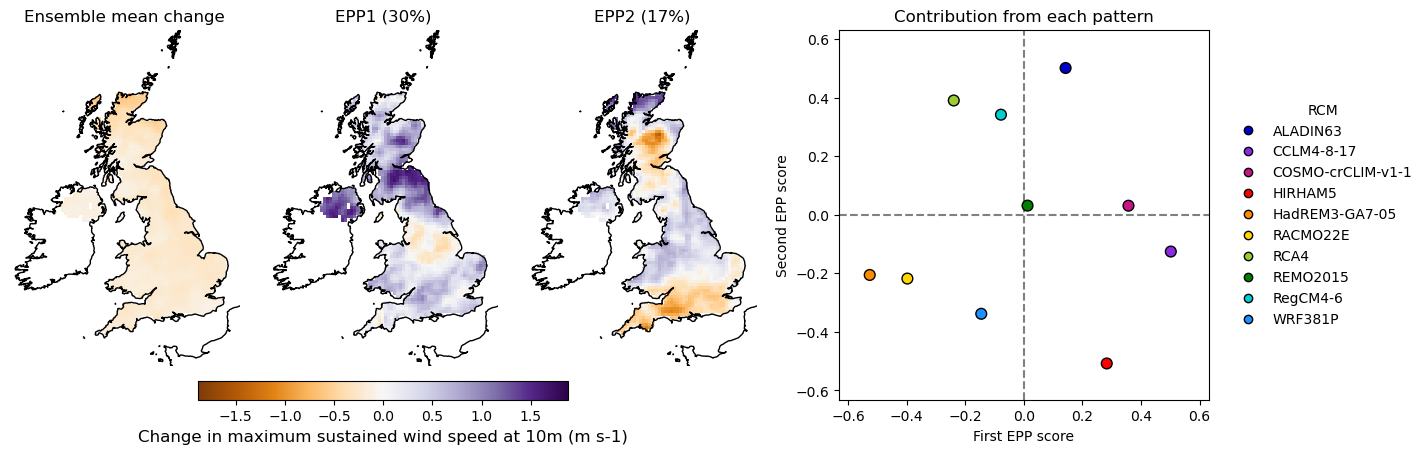 Ensemble mean change
EPP1 (30%)
EPP2 (17%)
Contribution from each pattern
−1.5 −1.0 −0.5 0.0 0.5 1.0 1.5
Change in maximum sustained wind speed at 10m (m s-1)
Second EPP score
0.6
0.4
0.2
0.0
−0.2
−0.4
−0.6
−0.6 −0.4 −0.2 0.0 0.2 0.4 0.6
First EPP score
RCM
ALADIN63
CCLM4-8-17
COSMO-crCLIM-v1-1
HIRHAM5
HadREM3-GA7-05
RACMO22E
RCA4
REMO2015
RegCM4-6
WRF381P